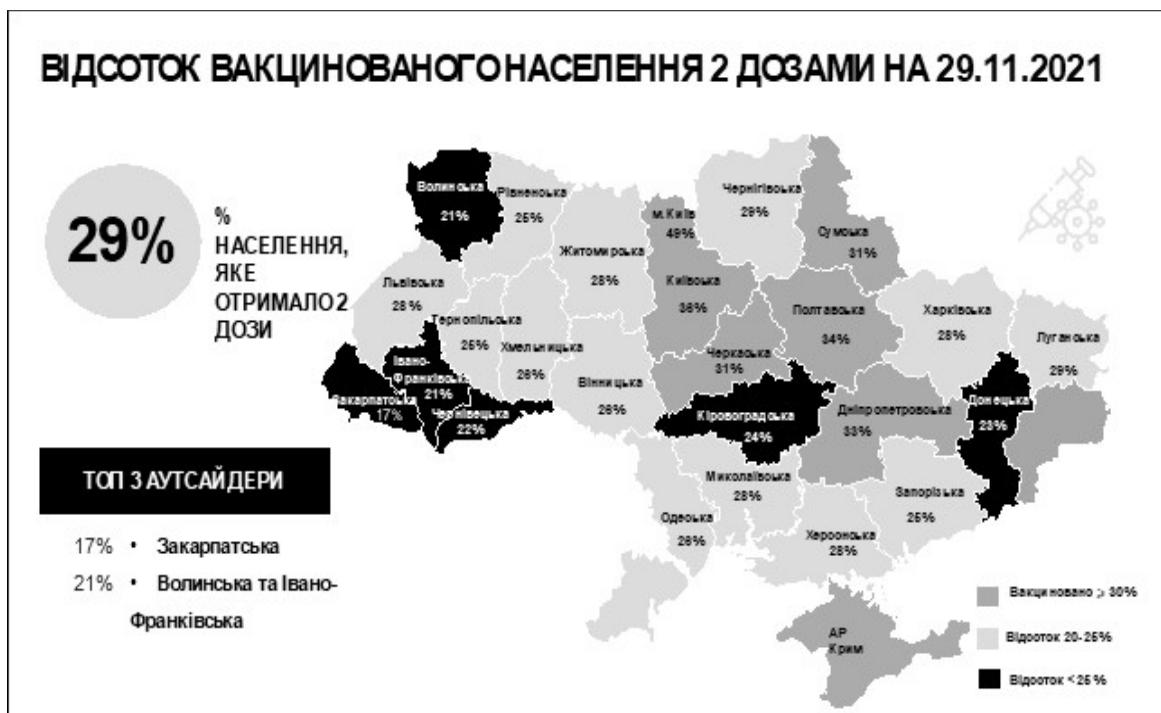 ВІДСОТОК ВАКЦИНОВАНОГО НАСЕЛЕННЯ 2 ДОЗАМИ НА 29.11.2021
29%
%
НАСЕЛЕННЯ,
ЯКЕ
ОТРИМАЛО 2
ДОЗИ
Волинська
21%
Рівненська
25%
Житомирська
28%
м. Київ
49%
Київська
36%
Чернігівська
29%
Сумська
31%
Львівська
28%
Тернопільська
25%
Хмельницька
26%
Вінницька
26%
Черкаська
31%
Полтавська
34%
Харківська
28%
Луганська
29%
Івано-
Франківська
21%
Закарпатська
17%
Чернівецька
22%
Кіровоградська
24%
Дніпропетровська
33%
Донецька
23%
Миколаївська
28%
Запорізька
25%
Одеська
26%
Херсонська
28%
АР
Крим
ТОП 3 АУТСАЙДЕРИ
17% • Закарпатська
21% • Волинська та Івано-
Франківська
Вакциновано ⩾ 30%
Відсоток 20-25%
Відсоток <25%